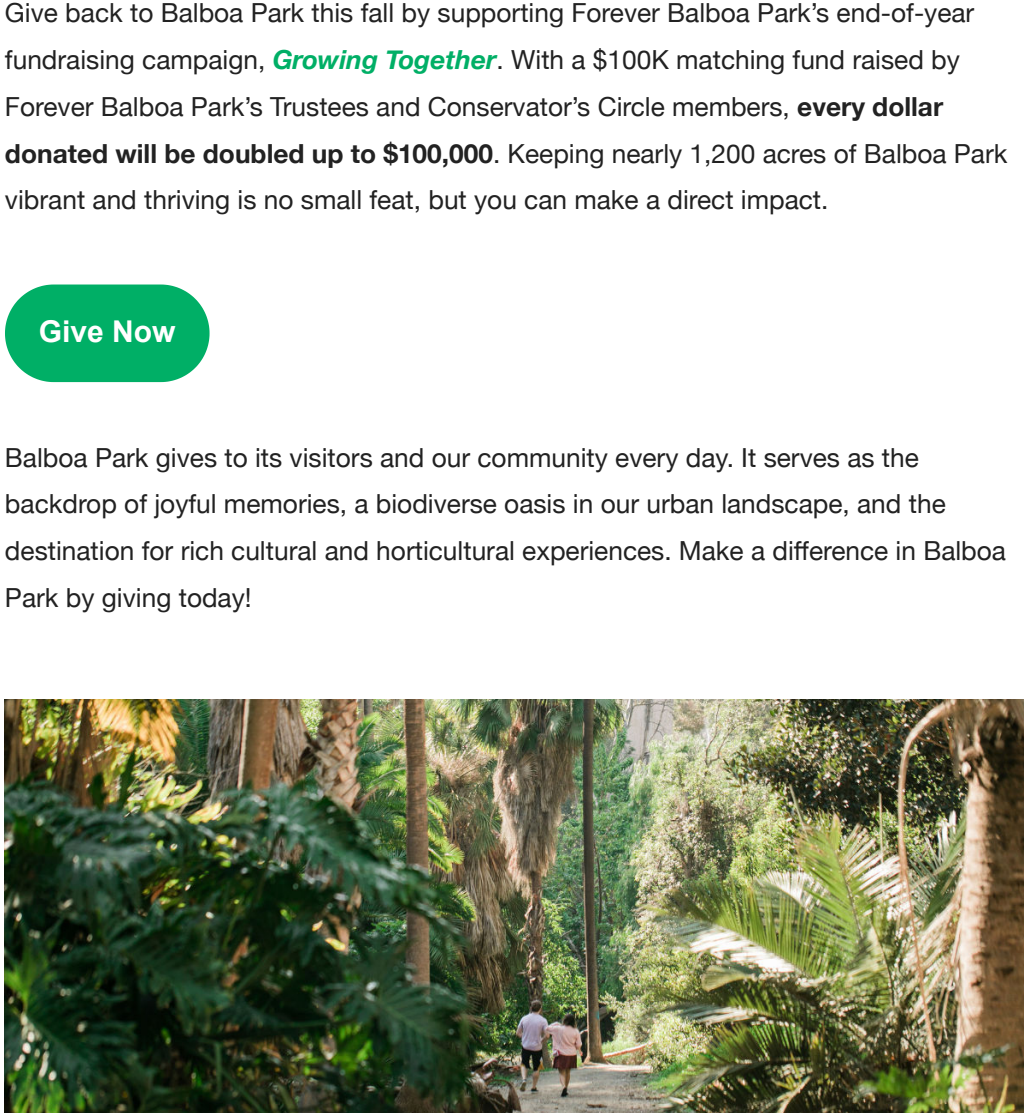 Give back to Balboa Park this fall by supporting Forever Balboa Park’s end-of-year
fundraising campaign, Growing Together. With a $100K matching fund raised by
Forever Balboa Park’s Trustees and Conservator’s Circle members, every dollar
donated will be doubled up to $100,000. Keeping nearly 1,200 acres of Balboa Park
vibrant and thriving is no small feat, but you can make a direct impact.
Give Now
Balboa Park gives to its visitors and our community every day. It serves as the
backdrop of joyful memories, a biodiverse oasis in our urban landscape, and the
destination for rich cultural and horticultural experiences. Make a difference in Balboa
Park by giving today!